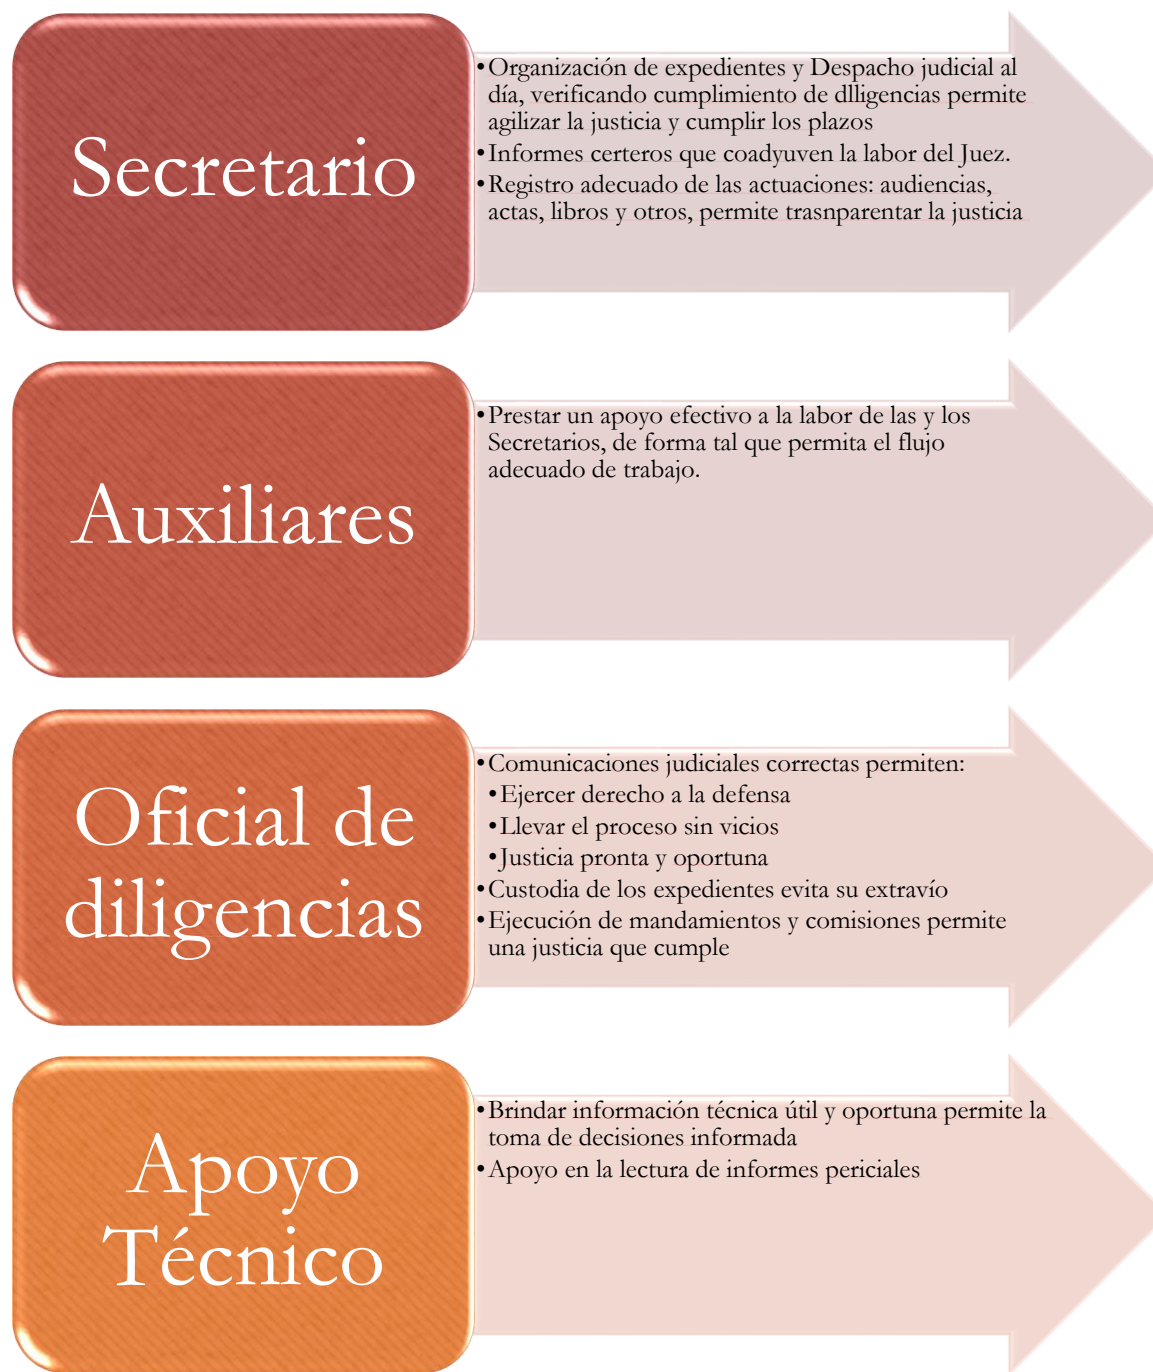 Secretario
•Organización de expedientes y Despacho judicial al
día, verificando cumplimiento de dlligencias permite
agilizar la justicia y cumplir los plazos
•Informes certeros que coadyuven la labor del Juez.
•Registro adecuado de las actuaciones: audiencias,
actas, libros y otros, permite trasnparentar la justicia
Auxiliares
•Prestar un apoyo efectivo a la labor de las y los
Secretarios, de forma tal que permita el flujo
adecuado de trabajo.
Oficial de
diligencias
•Comunicaciones judiciales correctas permiten:
•Ejercer derecho a la defensa
•Llevar el proceso sin vicios
•Justicia pronta y oportuna
•Custodia de los expedientes evita su extravío
•Ejecución de mandamientos y comisiones permite
una justicia que cumple
Apoyo
Técnico
•Brindar información técnica útil y oportuna permite la
toma de decisiones informada
•Apoyo en la lectura de informes periciales